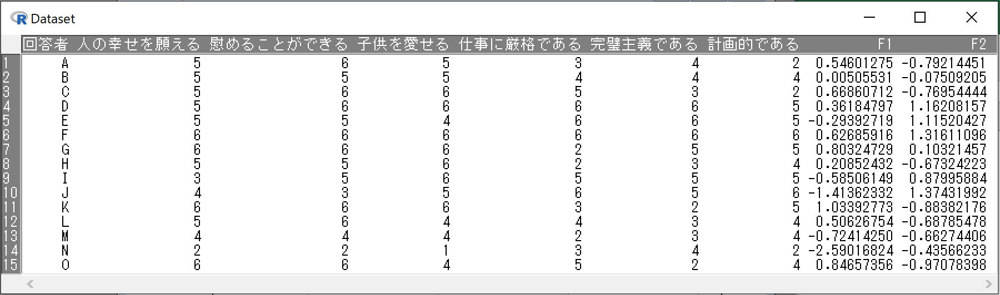 Dataset
回答者 人の幸せを願える 慰めることができる 子供を愛せる 仕事に厳格である 完璧主義である 計画的である F1 F2
1 A 5 6 5 3 4 2 0.54601275 -0.79214451
2 B 5 5 5 4 4 4 0.00505531 -0.07509205
3 C 5 6 6 5 3 2 0.66860712 -0.76954444
4 D 5 6 6 6 6 5 0.36184797 1.16208157
5 E 5 5 4 6 6 5 -0.29392719 1.11520427
6 F 6 6 6 6 6 6 0.62685916 1.31611096
7 G 6 6 6 2 5 5 0.80324729 0.10321457
8 H 5 5 6 2 3 4 0.20852432 -0.67324223
9 I 3 5 6 5 5 5 -0.58506149 0.87995884
10 J 4 3 5 6 5 6 -1.41362332 1.37431992
11 K 6 6 6 3 2 5 1.03392773 -0.88382176
12 L 5 6 4 4 3 4 0.50626754 -0.68785478
13 M 4 4 4 2 3 4 -0.72414250 -0.66274406
14 N 2 2 1 3 4 2 -2.59016824 -0.43566233
15 O 6 6 4 5 2 4 0.84657356 -0.97078398